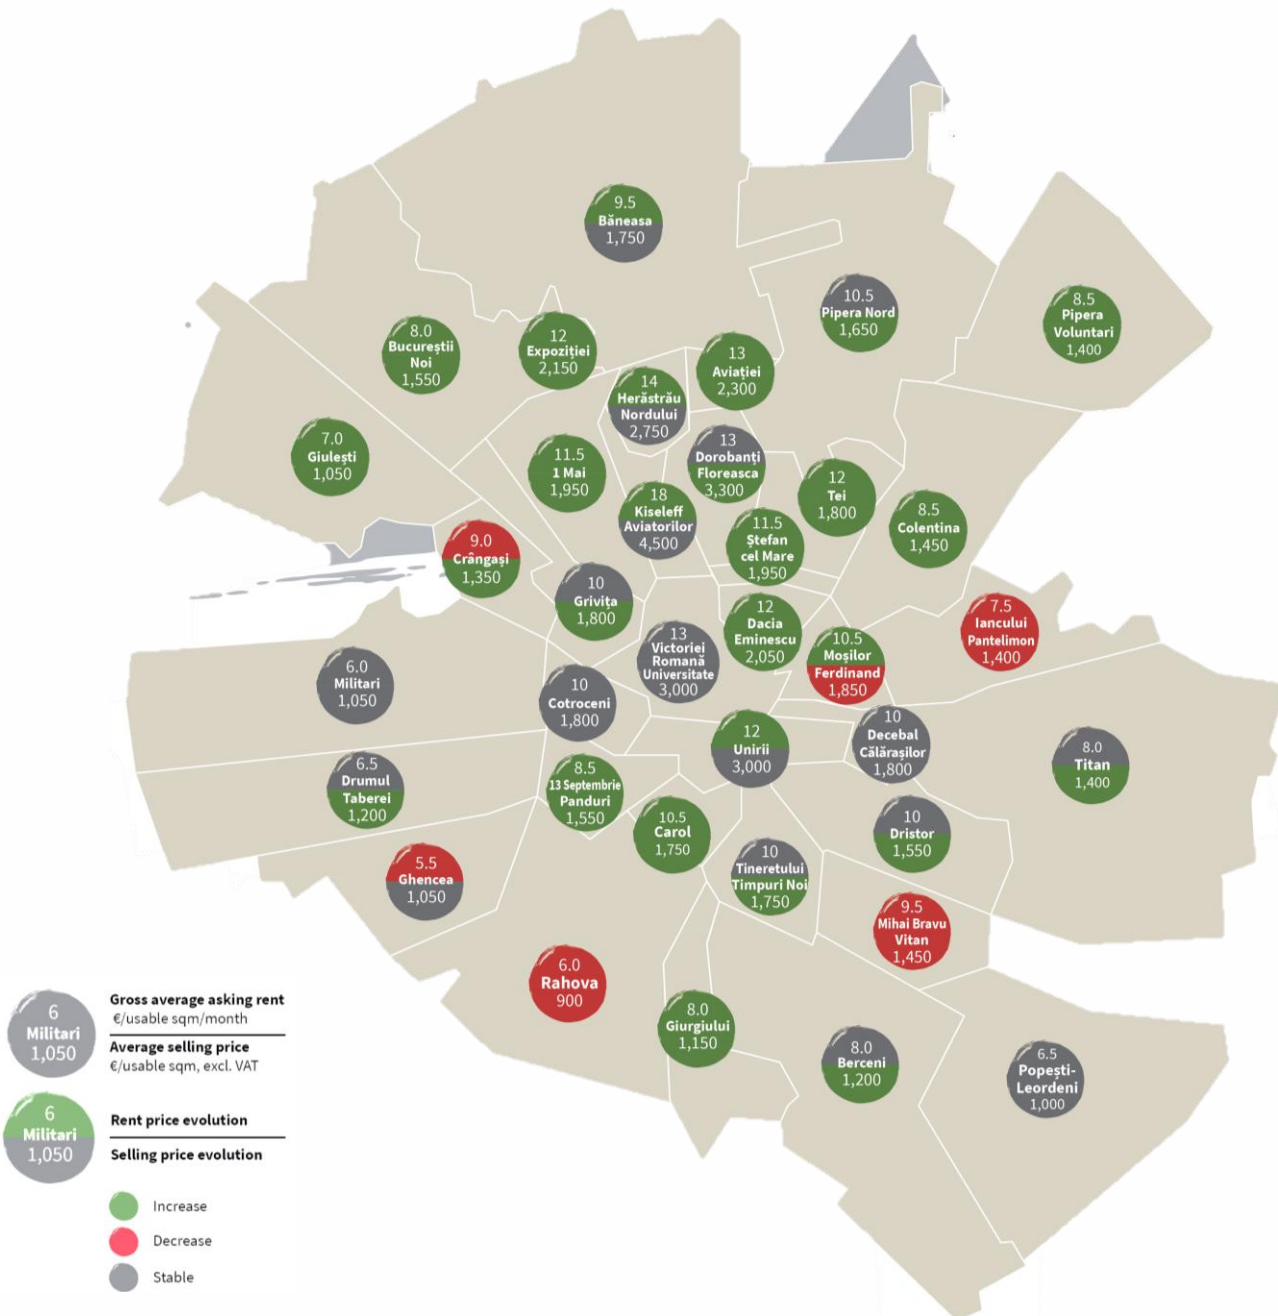 9.5
Băneasa
1,750
10.5
Pipera Nord
1,650
8.5
Pipera
Voluntari
1,400
8.0
Bucureștii
Noi
1,550
12
Expoziției
2,150
13
Aviației
2,300
14
Herăstrău
Nordului
2,750
7.0
Giulești
1,050
11.5
1 Mai
1,950
13
Dorobanți
Floreasca
3,300
12
Tei
1,800
18
Kiseleff
Aviatorilor
4,500
8.5
Colentina
1,450
11.5
Ștefan
cel Mare
1,950
9.0
Crângași
1,350
10
Grivița
1,800
12
Dacia
Eminescu
2,050
7.5
Iancului
Pantelimon
1,400
13
Victoriei
Romană
Universitate
3,000
10.5
Moșilor
Ferdinand
1,850
6.0
Militari
1,050
10
Cotroceni
1,800
12
Unirii
3,000
10
Decebal
Călărașilor
1,800
8.0
Titan
1,400
6.5
Drumul
Taberei
1,200
8.5
13 Septembrie
Panduri
1,550
10.5
Carol
1,750
10
Dristor
1,550
5.5
Ghencea
1,050
10
Tineretului
Timpuri Noi
1,750
9.5
Mihai Bravu
Vitan
1,450
6.0
Rahova
900
8.0
Giurgiului
1,150
8.0
Berceni
1,200
6.5
Popești-
Leordeni
1,000
6
Militari
1,050
Gross average asking rent
€/usable sqm/month
Average selling price
€/usable sqm, excl. VAT
6
Militari
1,050
Rent price evolution
Selling price evolution
Increase
Decrease
Stable